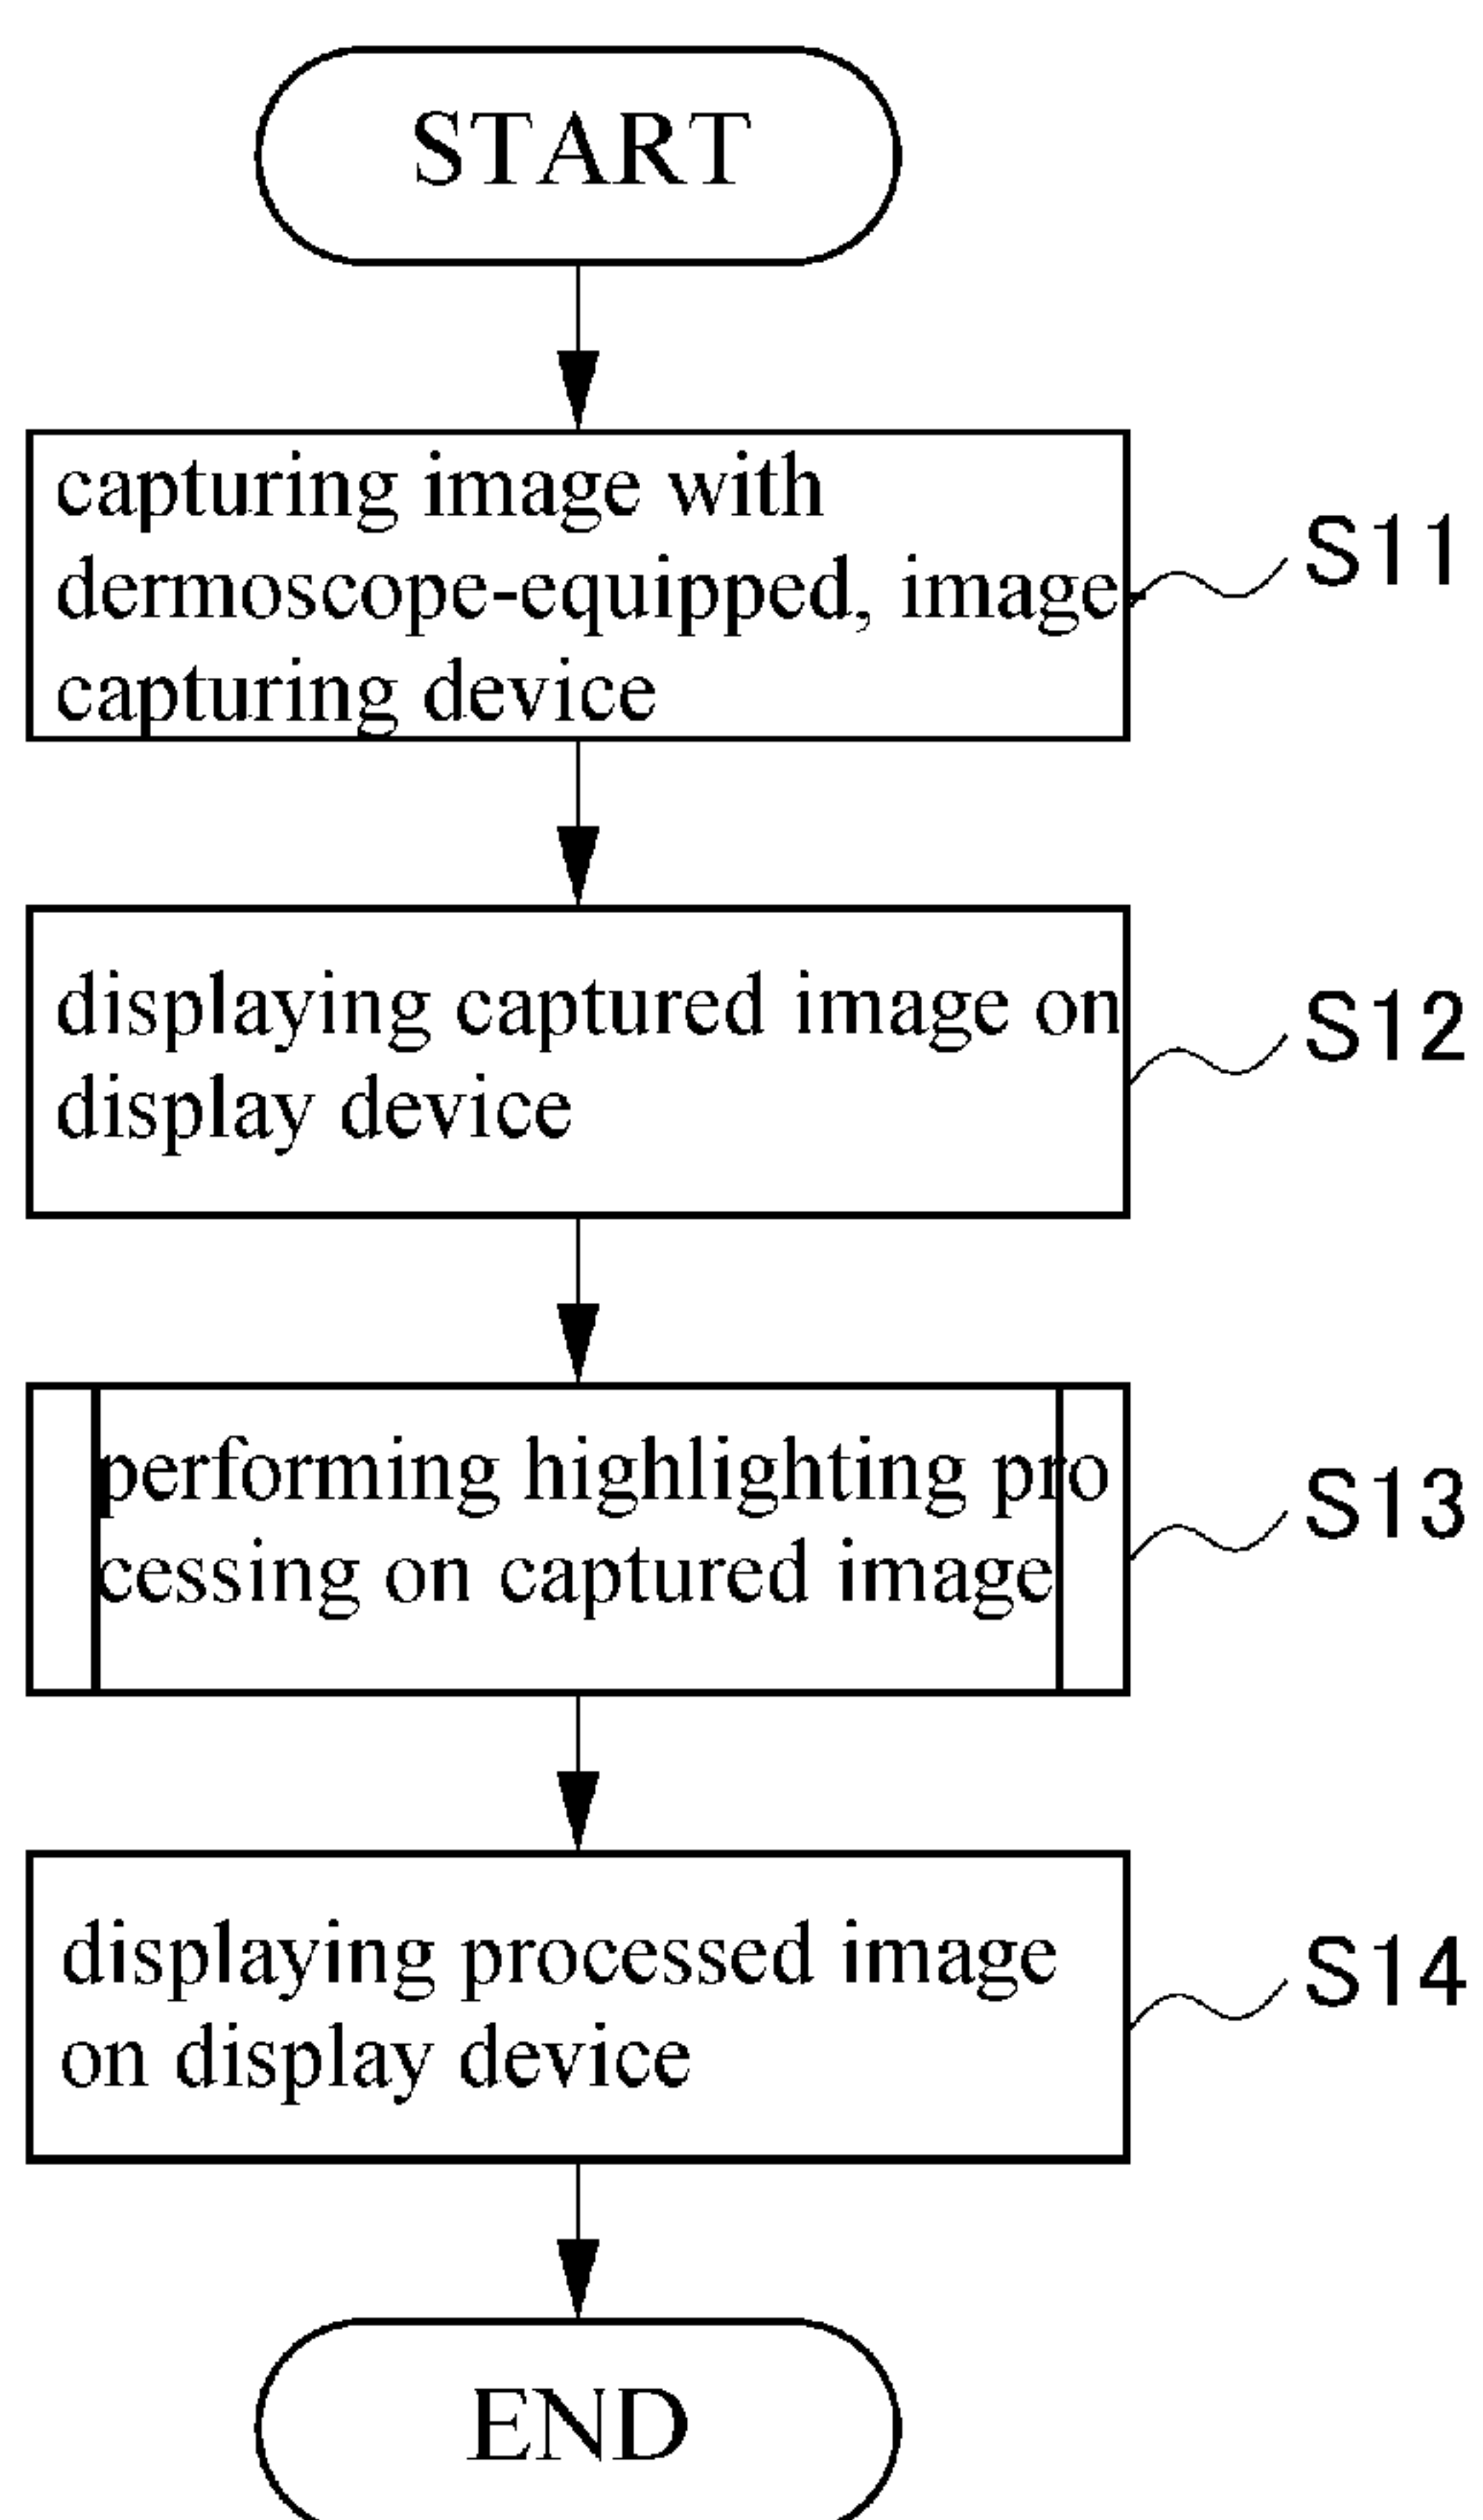 START
capturing image with
dermoscope-equipped, image
capturing device
S11
displaying captured image on
display device
S12
performing highlighting pro
cessing on captured image
S13
displaying processed image
on display device
S14
END